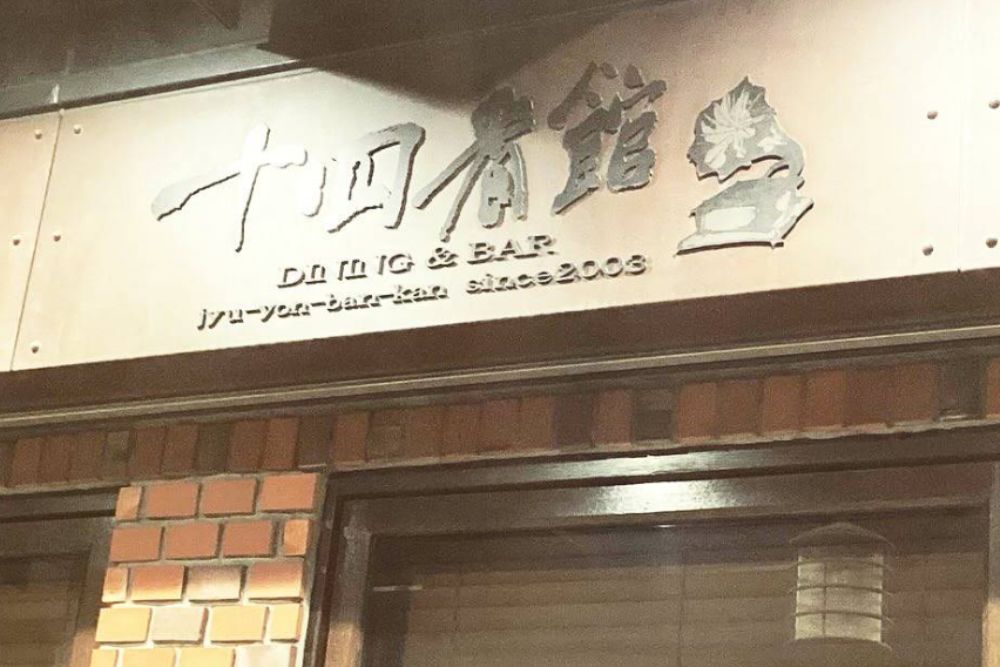 十四番館
DINING & BAR
jyu-yon-ban-kan since2003